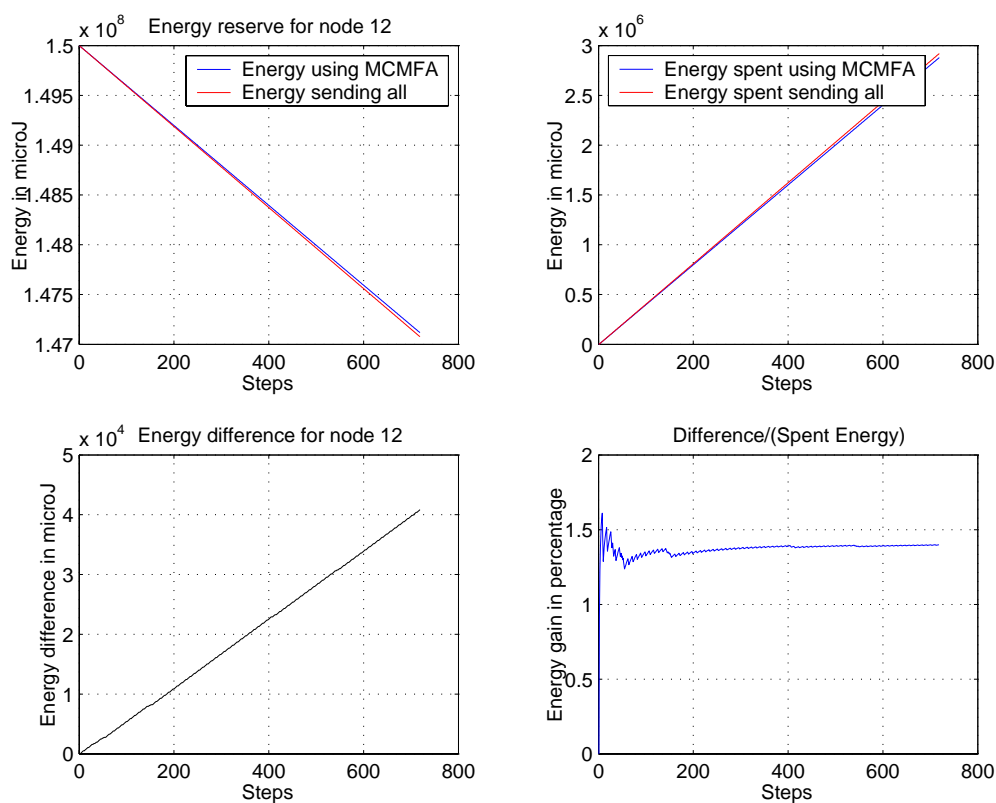 x 10^8
Energy reserve for node 12
1.5
1.495
1.49
1.485
1.48
1.475
1.47
Energy in microJ
Energy using MCMFA
Energy sending all
0 200 400 600 800
Steps
x 10^6
3
2.5
2
1.5
1
0.5
0
Energy in microJ
Energy spent using MCMFA
Energy spent sending all
0 200 400 600 800
Steps
x 10^4
Energy difference for node 12
5
4
3
2
1
0
Energy difference in microJ
0 200 400 600 800
Steps
Difference/(Spent Energy)
2
1.5
1
0.5
0
Energy gain in percentage
0 200 400 600 800
Steps